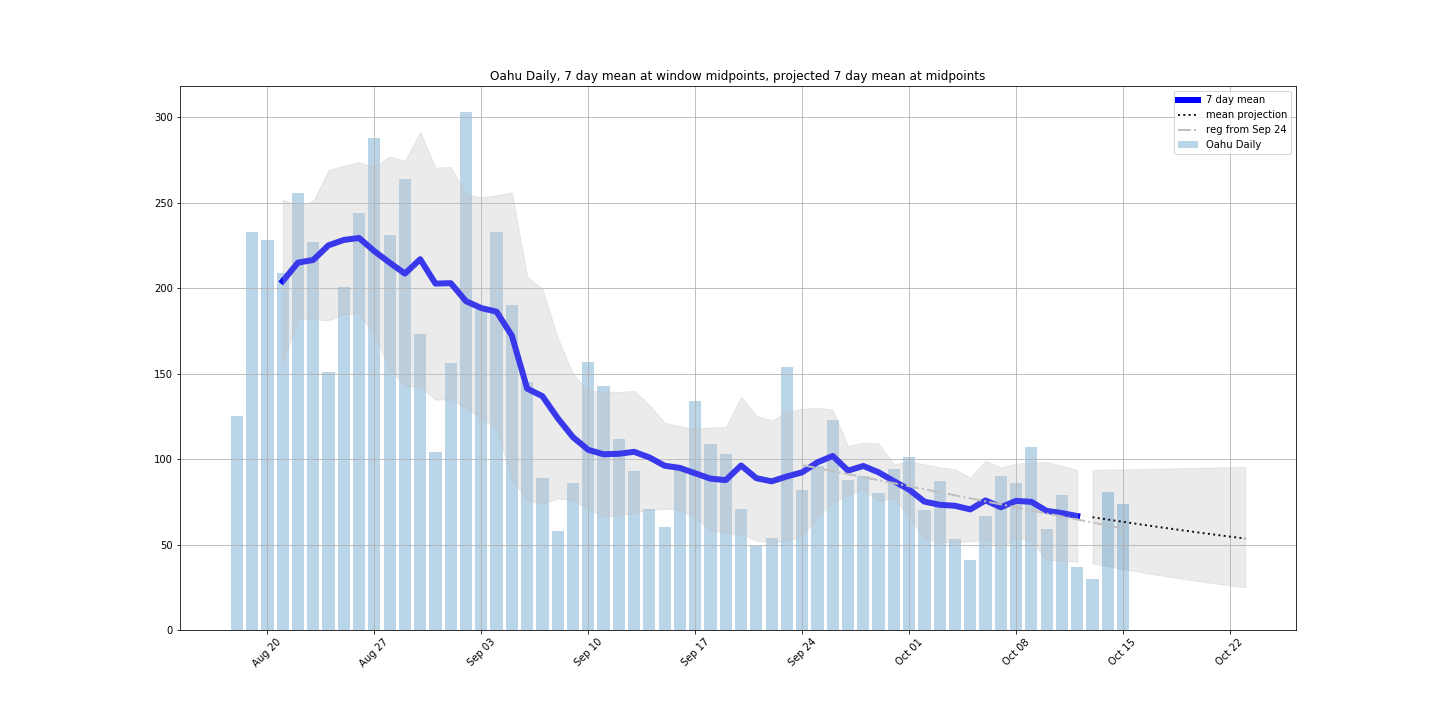 Oahu Daily, 7 day mean at window midpoints, projected 7 day mean at midpoints
7 day mean
mean projection
reg from Sep 24
Oahu Daily
300
250
200
150
100
50
0
Aug 20
Aug 27
Sep 03
Sep 10
Sep 17
Sep 24
Oct 01
Oct 08
Oct 15
Oct 22